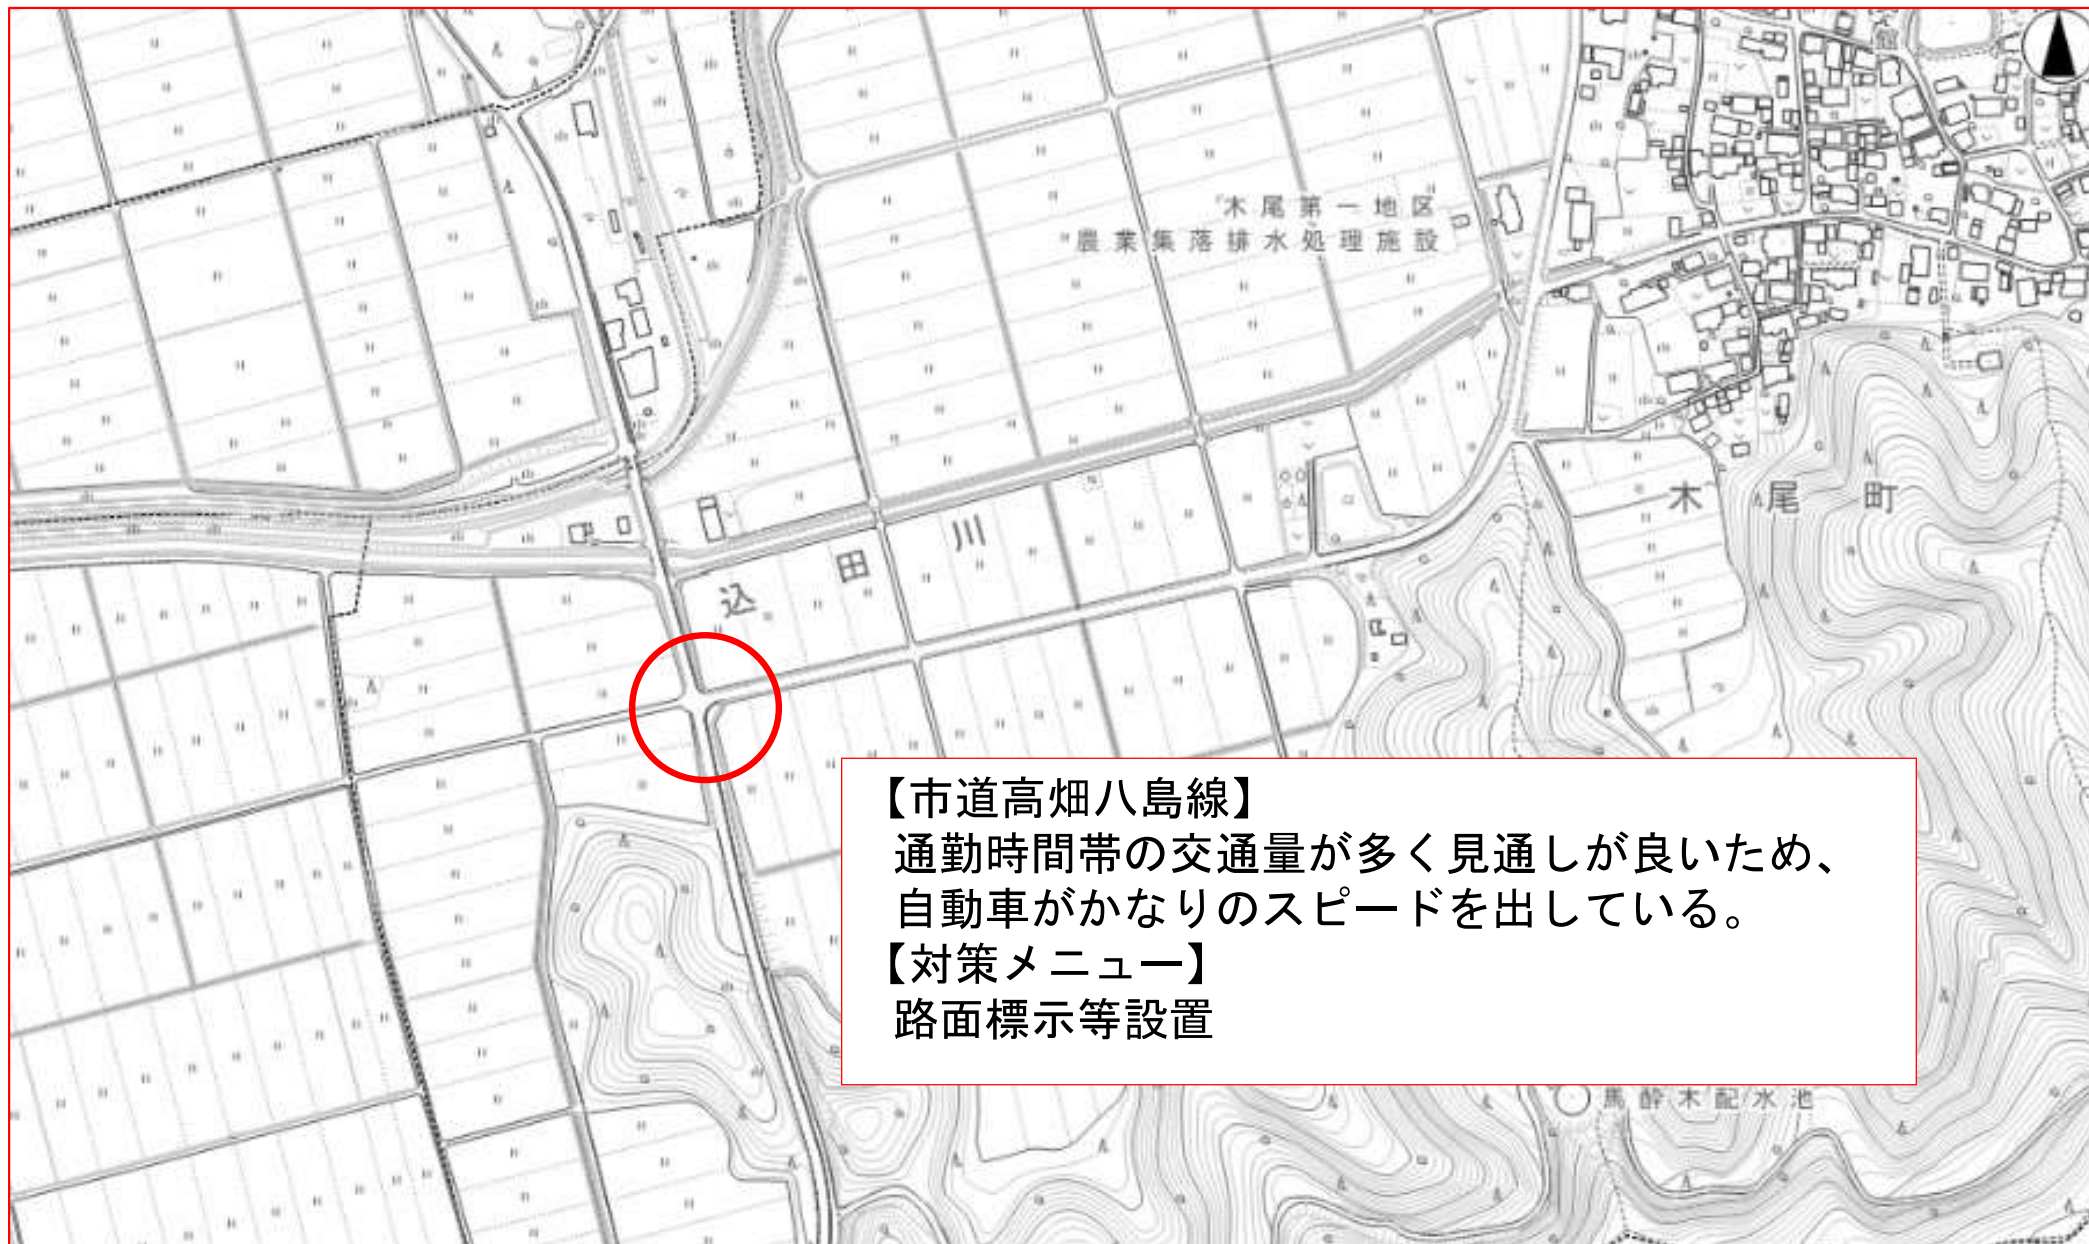 木尾第一地区
農業集落排水処理施設
木尾町
込田川
【市道高畑八島線】
通勤時間帯の交通量が多く見通しが良いため、
自動車がかなりのスピードを出している。
【対策メニュー】
路面標示等設置
馬酔木配水池